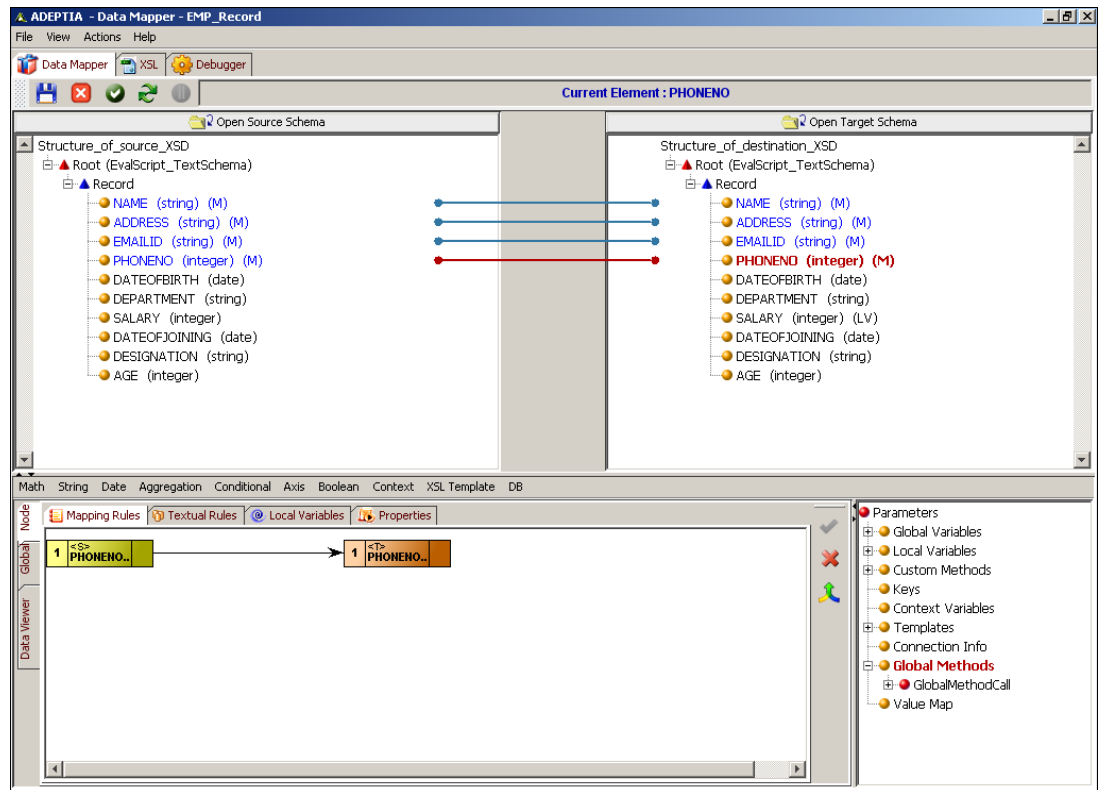 ADEPTIA - Data Mapper - EMP_Record
File View Actions Help
Data Mapper XSL Debugger
Current Element : PHONENO
Open Source Schema
Structure_of_source_XSD
Root (EvalScript_TextSchema)
Record
NAME (string) (M)
ADDRESS (string) (M)
EMAILID (string) (M)
PHONENO (integer) (M)
DATEOFBIRTH (date)
DEPARTMENT (string)
SALARY (integer)
DATEOFJOINING (date)
DESIGNATION (string)
AGE (integer)
Open Target Schema
Structure_of_destination_XSD
Root (EvalScript_TextSchema)
Record
NAME (string) (M)
ADDRESS (string) (M)
EMAILID (string) (M)
PHONENO (integer) (M)
DATEOFBIRTH (date)
DEPARTMENT (string)
SALARY (integer) (LV)
DATEOFJOINING (date)
DESIGNATION (string)
AGE (integer)
Math String Date Aggregation Conditional Axis Boolean Context XSL Template DB
Node
Global
Data Viewer
Mapping Rules Textual Rules Local Variables Properties
1 <S> PHONENO..
1 <T> PHONENO..
Parameters
Global Variables
Local Variables
Custom Methods
Keys
Context Variables
Templates
Connection Info
Global Methods
GlobalMethodCall
Value Map